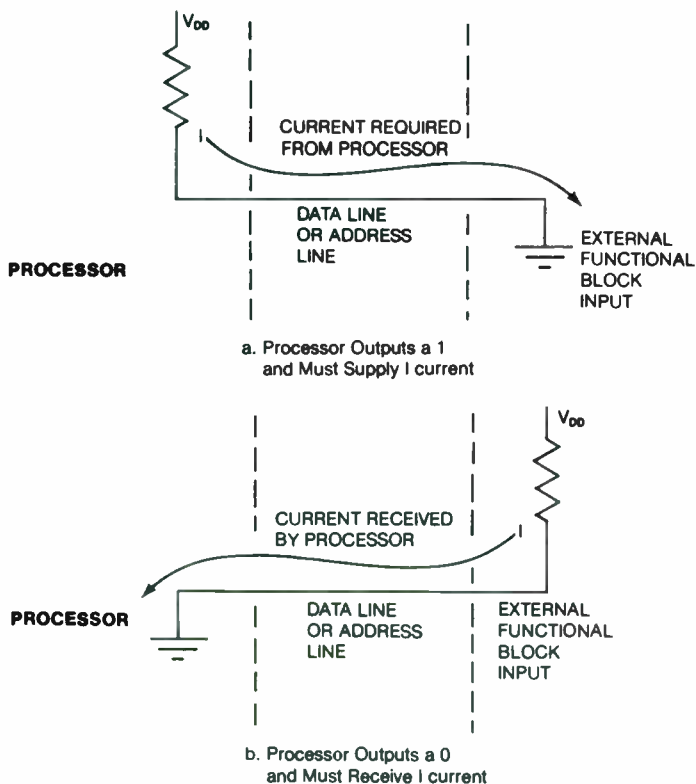 VDD
I
CURRENT REQUIRED
FROM PROCESSOR
DATA LINE
OR ADDRESS
LINE
PROCESSOR
EXTERNAL
FUNCTIONAL
BLOCK
INPUT
a. Processor Outputs a 1
and Must Supply I current
VDD
I
CURRENT RECEIVED
BY PROCESSOR
PROCESSOR
DATA LINE
OR ADDRESS
LINE
EXTERNAL
FUNCTIONAL
BLOCK
INPUT
b. Processor Outputs a 0
and Must Receive I current